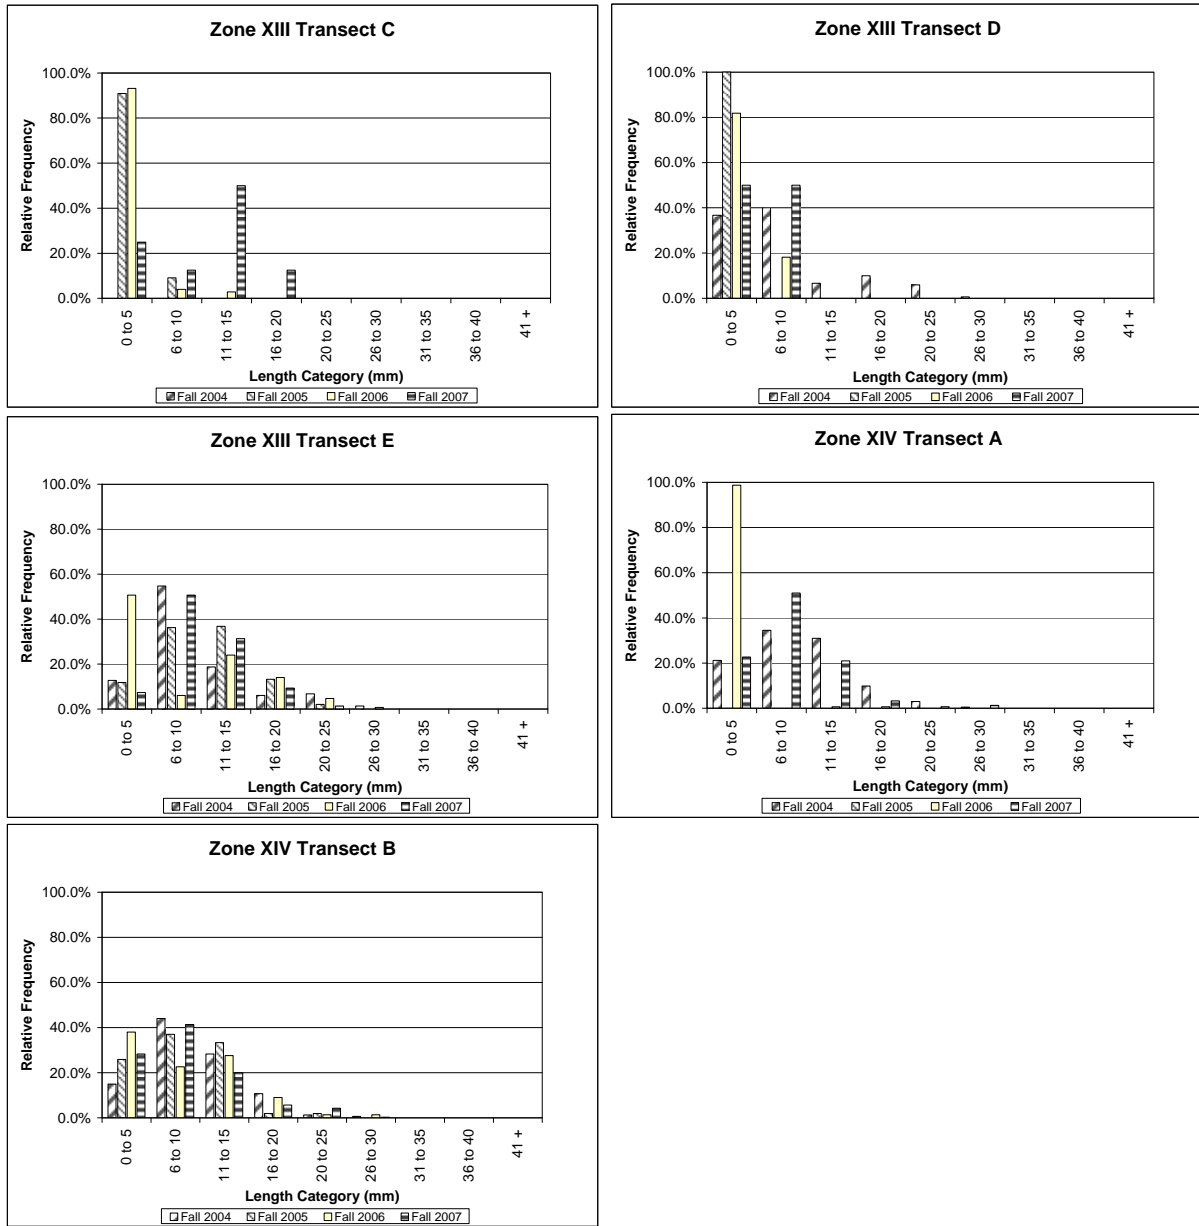 Zone XIII Transect C
Relative Frequency
100.0%
80.0%
60.0%
40.0%
20.0%
0.0%
0 to 5
6 to 10
11 to 15
16 to 20
20 to 25
26 to 30
31 to 35
36 to 40
41 +
Length Category (mm)
Fall 2004 Fall 2005 Fall 2006 Fall 2007
Zone XIII Transect D
Relative Frequency
100.0%
80.0%
60.0%
40.0%
20.0%
0.0%
0 to 5
6 to 10
11 to 15
16 to 20
20 to 25
26 to 30
31 to 35
36 to 40
41 +
Length Category (mm)
Fall 2004 Fall 2005 Fall 2006 Fall 2007
Zone XIII Transect E
Relative Frequency
100.0%
80.0%
60.0%
40.0%
20.0%
0.0%
0 to 5
6 to 10
11 to 15
16 to 20
20 to 25
26 to 30
31 to 35
36 to 40
41 +
Length Category (mm)
Fall 2004 Fall 2005 Fall 2006 Fall 2007
Zone XIV Transect A
Relative Frequency
100.0%
80.0%
60.0%
40.0%
20.0%
0.0%
0 to 5
6 to 10
11 to 15
16 to 20
20 to 25
26 to 30
31 to 35
36 to 40
41 +
Length Category (mm)
Fall 2004 Fall 2005 Fall 2006 Fall 2007
Zone XIV Transect B
Relative Frequency
100.0%
80.0%
60.0%
40.0%
20.0%
0.0%
0 to 5
6 to 10
11 to 15
16 to 20
20 to 25
26 to 30
31 to 35
36 to 40
41 +
Length Category (mm)
Fall 2004 Fall 2005 Fall 2006 Fall 2007